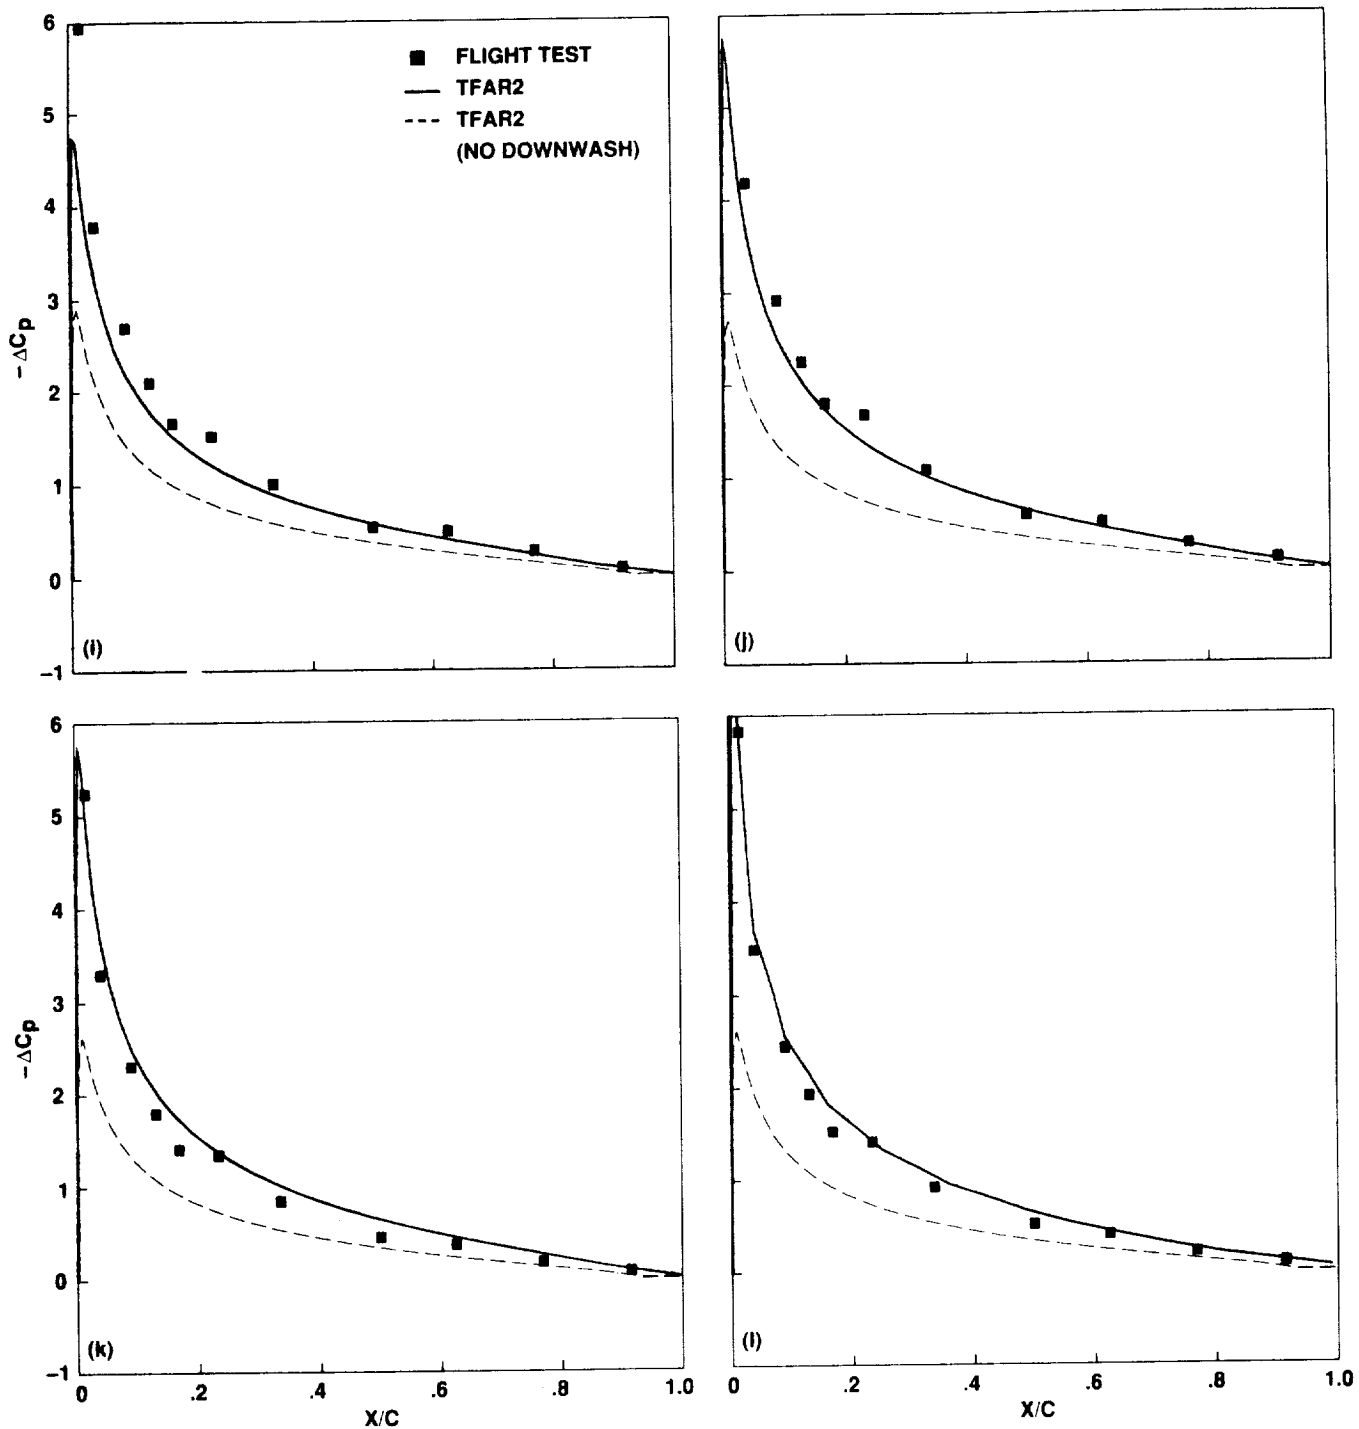 6
5
4
3
2
1
0
−1
−ΔCp
■ FLIGHT TEST
— TFAR2
--- TFAR2
(NO DOWNWASH)
(i)
(j)
6
5
4
3
2
1
0
−1
−ΔCp
(k)
0 .2 .4 .6 .8 1.0
X/C
(l)
0 .2 .4 .6 .8 1.0
X/C